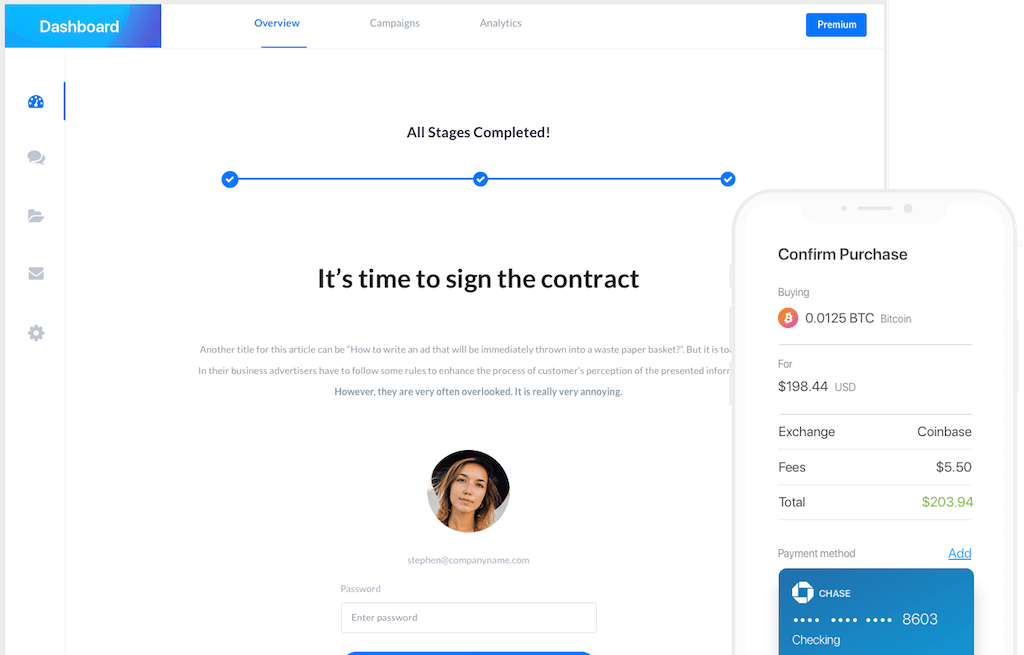 Dashboard
Overview
Campaigns
Analytics
Premium
All Stages Completed!
It’s time to sign the contract
Another title for this article can be “How to write an ad that will be immediately thrown into a waste paper basket?”. But it is
In their business advertisers have to follow some rules to enhance the process of customer’s perception of the presented
However, they are very often overlooked. It is really very annoying.
stephen@companyname.com
Password
Enter password
Confirm Purchase
Buying
0.0125 BTC Bitcoin
For
$198.44 USD
Exchange Coinbase
Fees $5.50
Total $203.94
Payment method Add
CHASE
•••• •••• •••• 8603
Checking